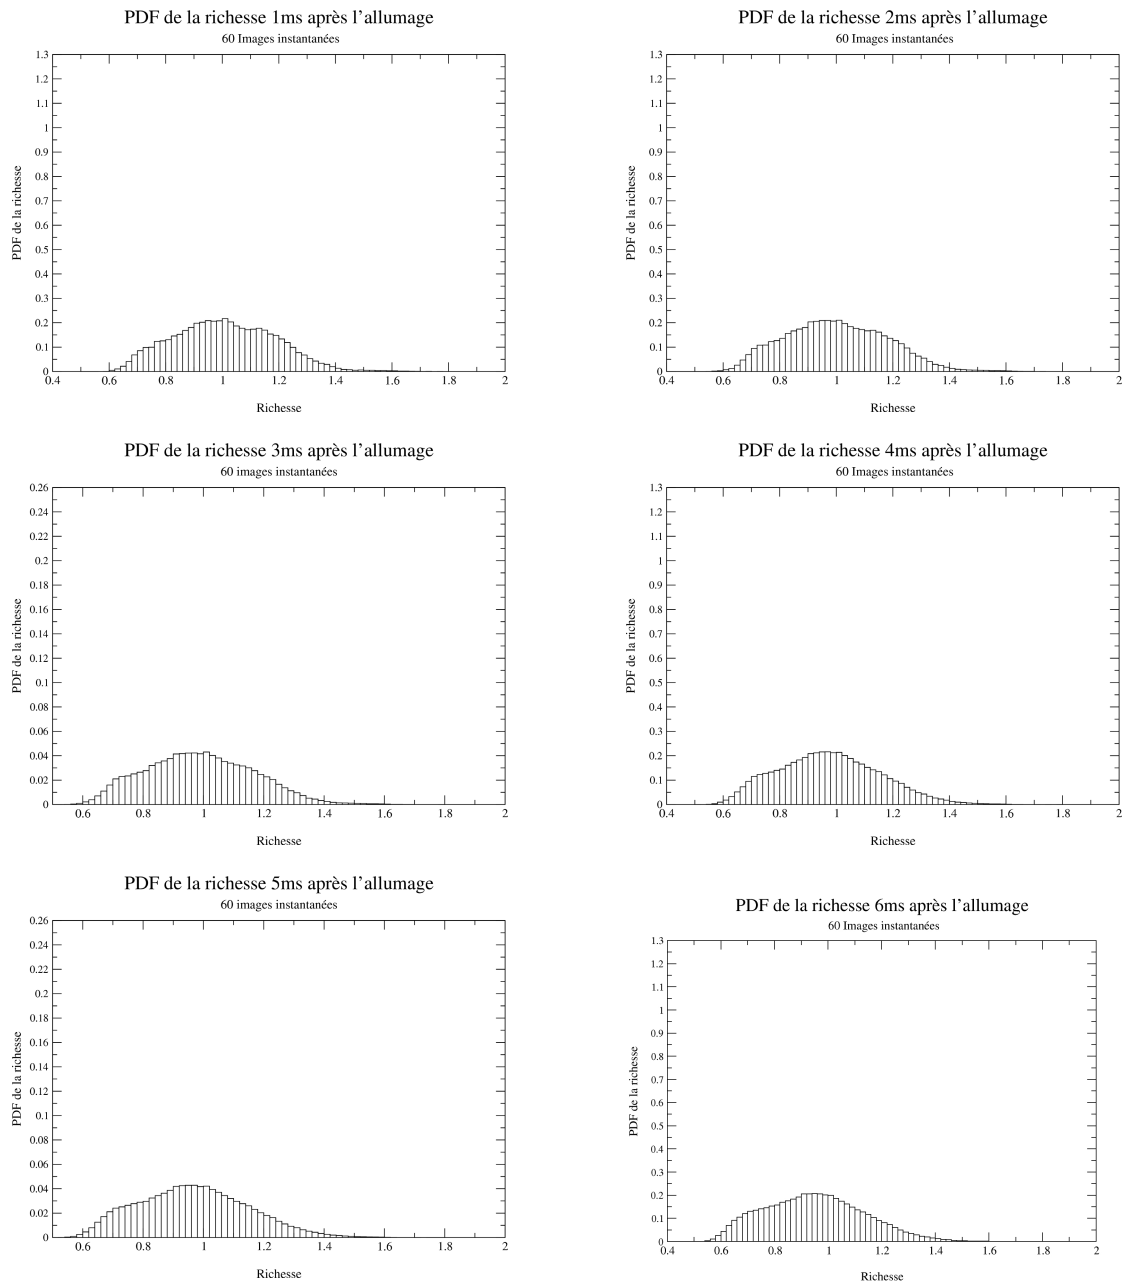 PDF de la richesse 1ms après l'allumage
60 Images instantanées
1.3
1.2
1.1
1
0.9
0.8
0.7
0.6
0.5
0.4
0.3
0.2
0.1
0
PDF de la richesse
0.4 0.6 0.8 1 1.2 1.4 1.6 1.8 2
Richesse
PDF de la richesse 2ms après l'allumage
60 Images instantanées
1.3
1.2
1.1
1
0.9
0.8
0.7
0.6
0.5
0.4
0.3
0.2
0.1
0
PDF de la richesse
0.4 0.6 0.8 1 1.2 1.4 1.6 1.8 2
Richesse
PDF de la richesse 3ms après l'allumage
60 images instantanées
0.26
0.24
0.22
0.2
0.18
0.16
0.14
0.12
0.1
0.08
0.06
0.04
0.02
0
PDF de la richesse
0.6 0.8 1 1.2 1.4 1.6 1.8 2
Richesse
PDF de la richesse 4ms après l'allumage
60 Images instantanées
1.3
1.2
1.1
1
0.9
0.8
0.7
0.6
0.5
0.4
0.3
0.2
0.1
0
PDF de la richesse
0.4 0.6 0.8 1 1.2 1.4 1.6 1.8 2
Richesse
PDF de la richesse 5ms après l'allumage
60 images instantanées
0.26
0.24
0.22
0.2
0.18
0.16
0.14
0.12
0.1
0.08
0.06
0.04
0.02
0
PDF de la richesse
0.6 0.8 1 1.2 1.4 1.6 1.8 2
Richesse
PDF de la richesse 6ms après l'allumage
60 Images instantanées
1.3
1.2
1.1
1
0.9
0.8
0.7
0.6
0.5
0.4
0.3
0.2
0.1
0
PDF de la richesse
0.4 0.6 0.8 1 1.2 1.4 1.6 1.8 2
Richesse